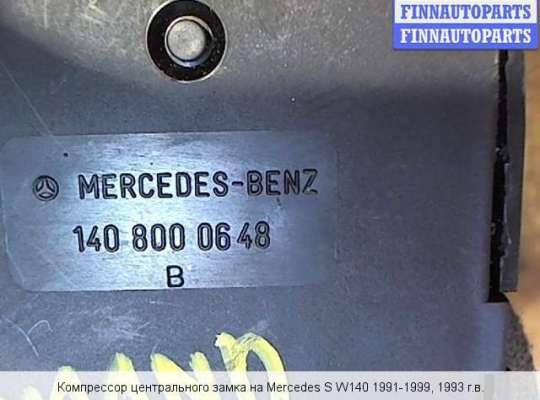 FINNAUTOPARTS
FINNAUTOPARTS
MERCEDES-BENZ
140 800 06 48
B
Компрессор центрального замка на Mercedes S W140 1991-1999, 1993 г.в.